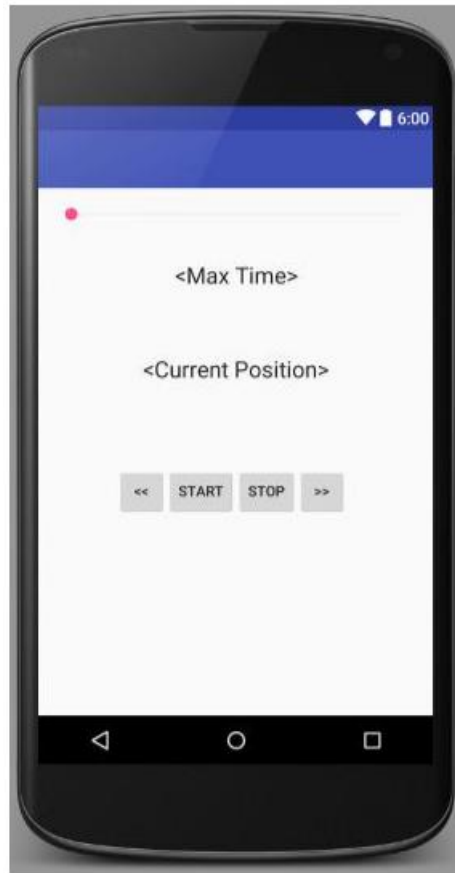 6:00
<Max Time>
<Current Position>
<< START STOP >>